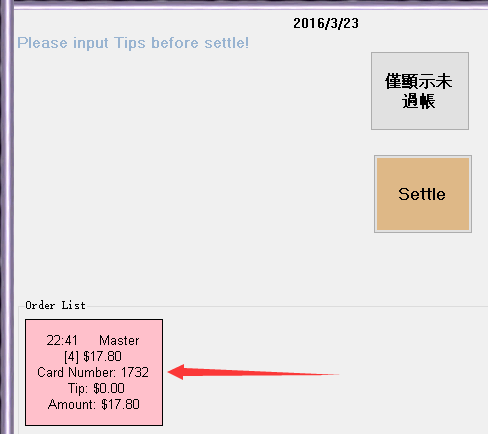 2016/3/23
Please input Tips before settle!
僅顯示未
過帳
Settle
Order List
22:41 Master
[4] $17.80
Card Number: 1732
Tip: $0.00
Amount: $17.80